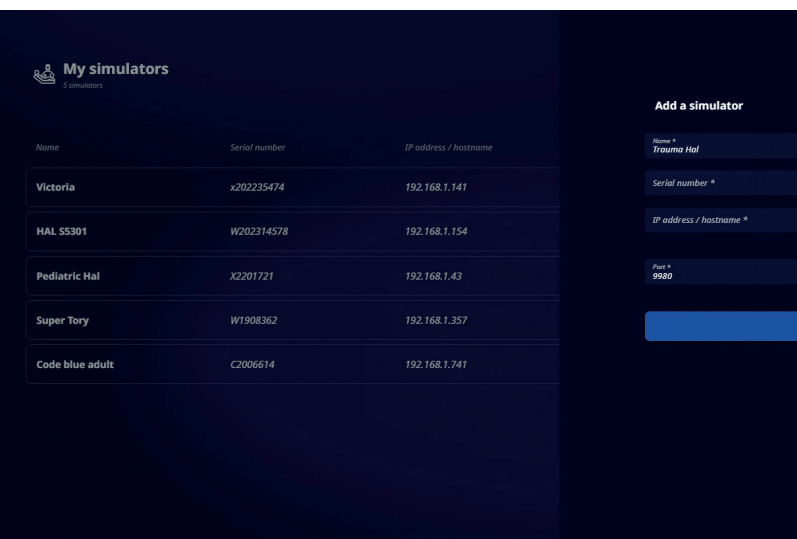 My simulators
5 simulators
Name Serial number IP address / hostname
Victoria x202235474 192.168.1.141
HAL S5301 W202314578 192.168.1.154
Pediatric Hal X2201721 192.168.1.43
Super Tory W1908362 192.168.1.357
Code blue adult C2006614 192.168.1.741
Add a simulator
Name *
Trauma Hal
Serial number *
IP address / hostname *
Port *
9980